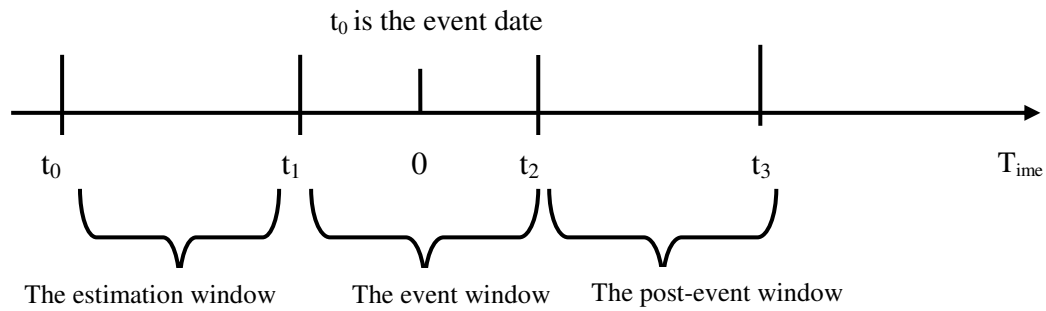 t₀ is the event date
t₀ t₁ 0 t₂ t₃ Tᵢₘₑ
The estimation window The event window The post-event window